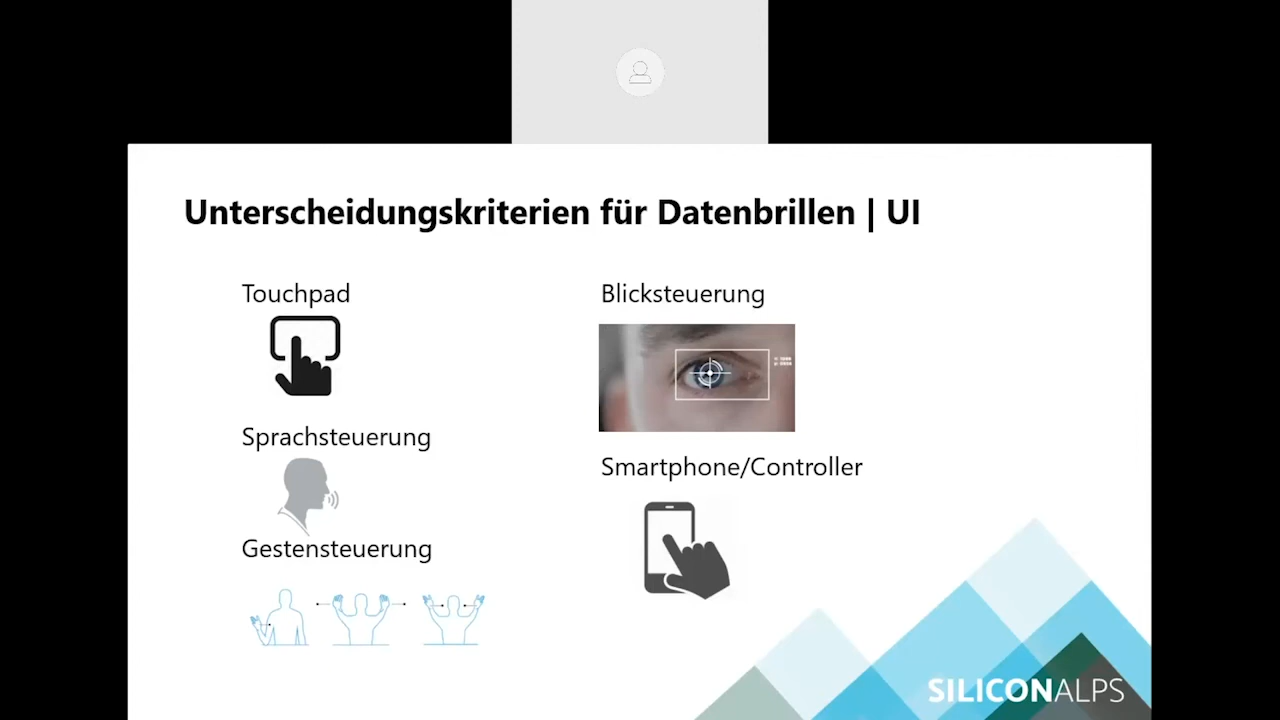 Unterscheidungskriterien für Datenbrillen | UI
Touchpad
Sprachsteuerung
Gestensteuerung
Blicksteuerung
Smartphone/Controller
SILICONALPS